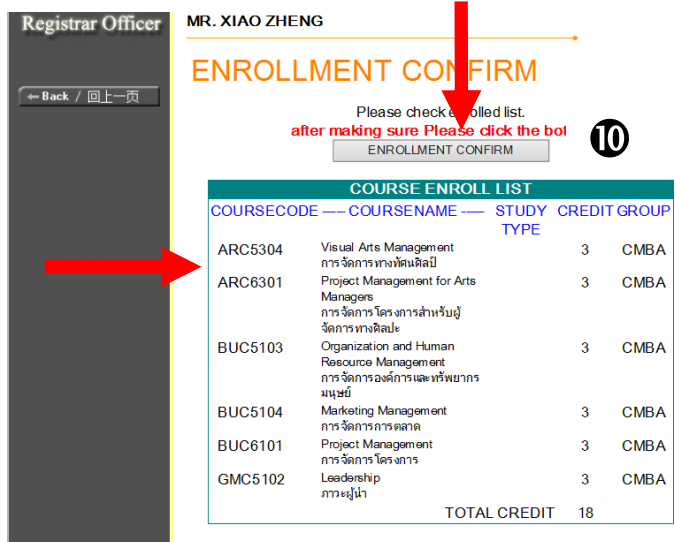 Registrar Officer
MR. XIAO ZHENG
ENROLLMENT CONFIRM
Back / 回上一页
Please check enrolled list.
after making sure Please click the bot
ENROLLMENT CONFIRM
10
COURSE ENROLL LIST
COURSECODE ---- COURSENAME ---- STUDY TYPE CREDIT GROUP
ARC5304 Visual Arts Management 3 CMBA
การจัดการทางทัศนศิลป์
ARC6301 Project Management for Arts 3 CMBA
Managers
การจัดการโครงการสำหรับผู้
จัดการทางศิลปะ
BUC5103 Organization and Human 3 CMBA
Resource Management
การจัดการองค์การและทรัพยากร
มนุษย์
BUC5104 Marketing Management 3 CMBA
การจัดการการตลาด
BUC6101 Project Management 3 CMBA
การจัดการโครงการ
GMC5102 Leadership 3 CMBA
ภาวะผู้นำ
TOTAL CREDIT 18